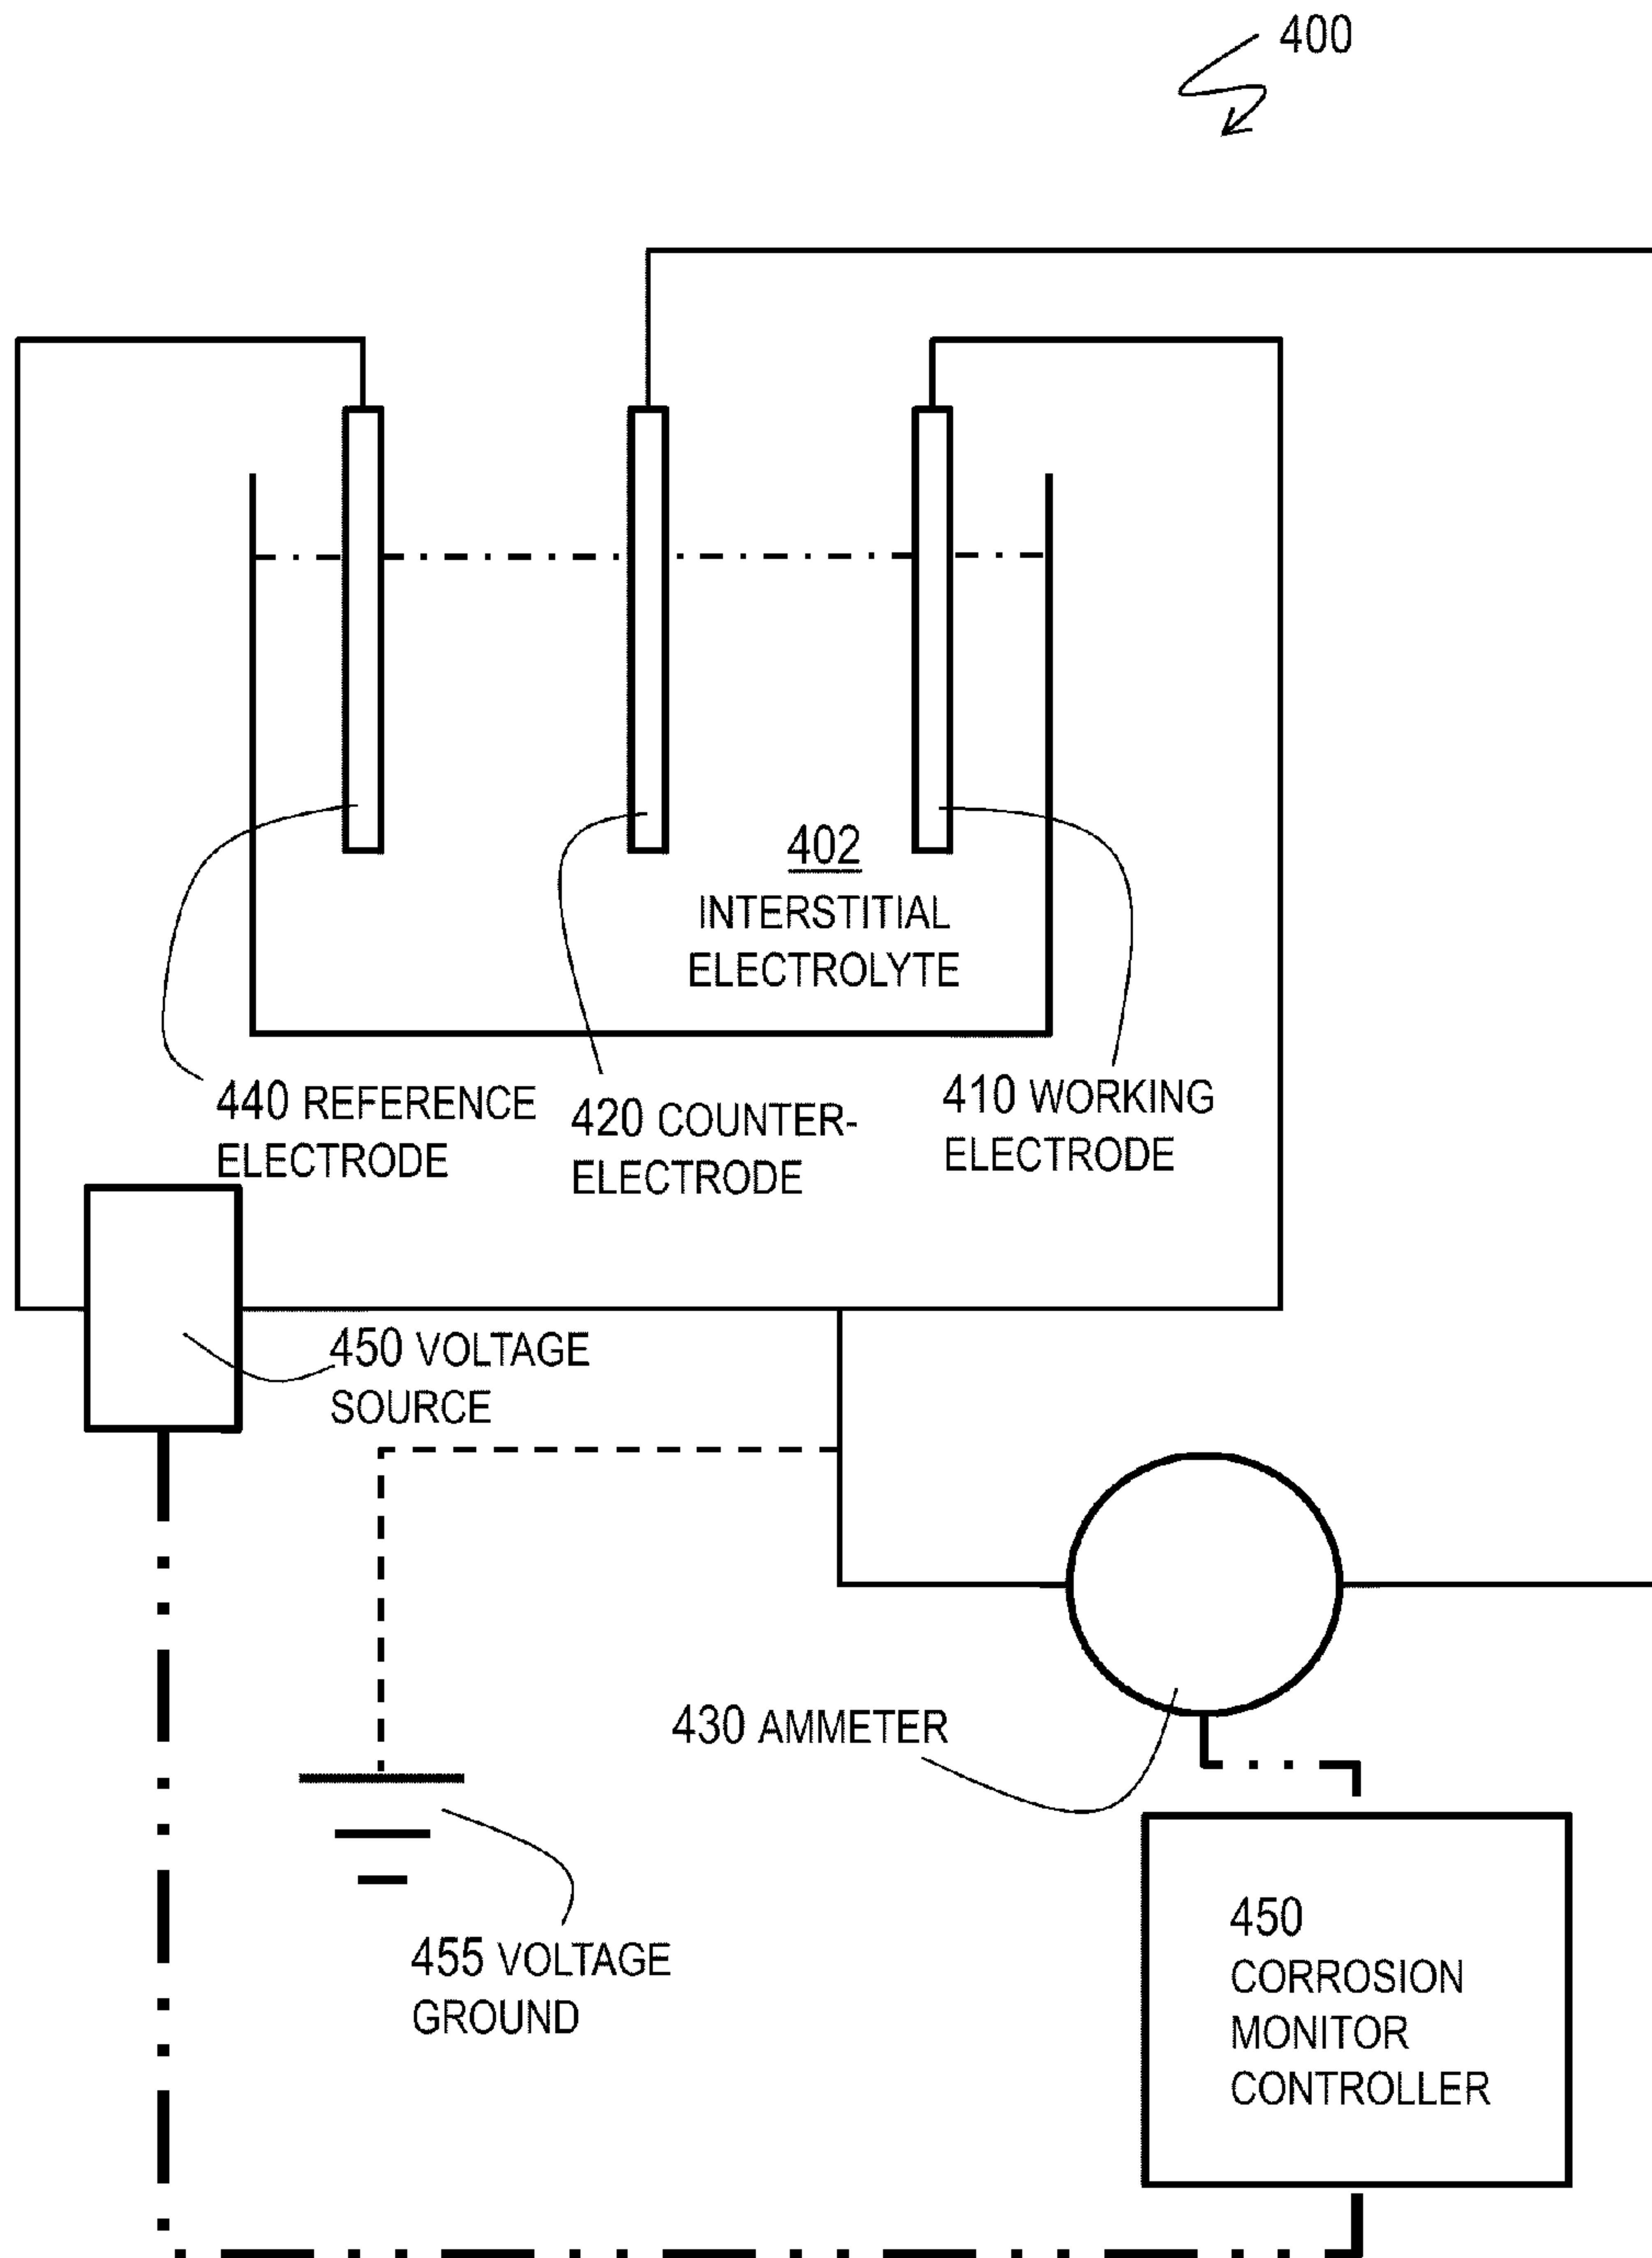 400
402
INTERSTITIAL
ELECTROLYTE
440 REFERENCE
ELECTRODE
420 COUNTER-
ELECTRODE
410 WORKING
ELECTRODE
450 VOLTAGE
SOURCE
430 AMMETER
455 VOLTAGE
GROUND
450
CORROSION
MONITOR
CONTROLLER